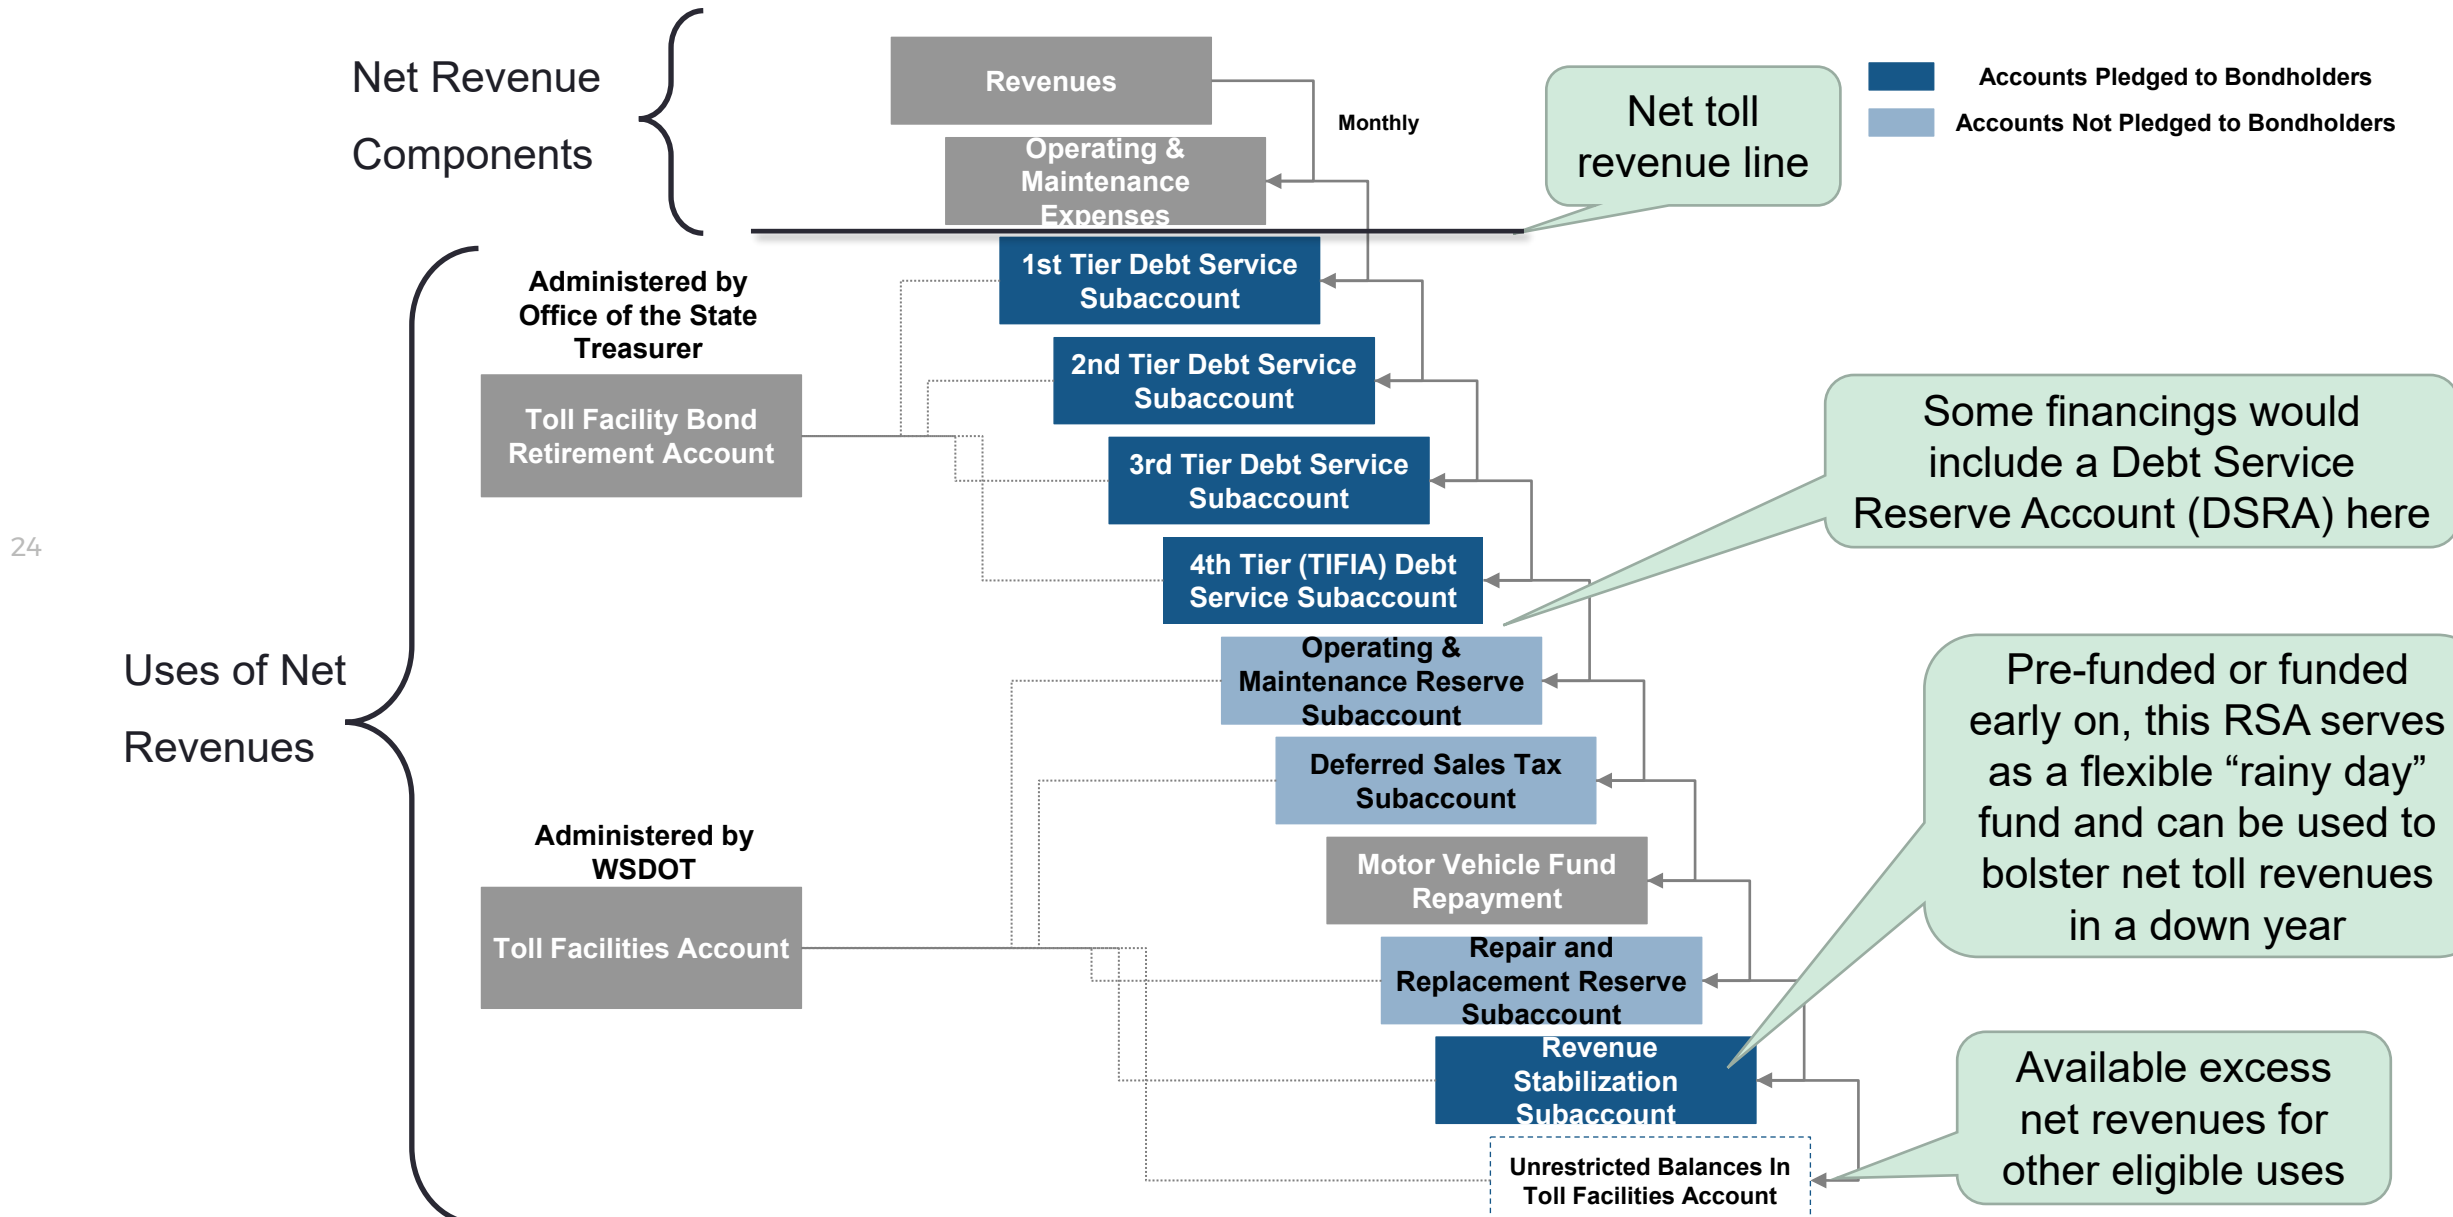 Net Revenue
Components
Revenues
Monthly
Operating &
Maintenance
Expenses
Net toll
revenue line
Accounts Pledged to Bondholders
Accounts Not Pledged to Bondholders
Administered by
Office of the State
Treasurer
Toll Facility Bond
Retirement Account
1st Tier Debt Service
Subaccount
2nd Tier Debt Service
Subaccount
3rd Tier Debt Service
Subaccount
4th Tier (TIFIA) Debt
Service Subaccount
Some financings would
include a Debt Service
Reserve Account (DSRA) here
24
Uses of Net
Revenues
Operating &
Maintenance Reserve
Subaccount
Deferred Sales Tax
Subaccount
Administered by
WSDOT
Toll Facilities Account
Motor Vehicle Fund
Repayment
Repair and
Replacement Reserve
Subaccount
Revenue
Stabilization
Subaccount
Pre-funded or funded
early on, this RSA serves
as a flexible “rainy day”
fund and can be used to
bolster net toll revenues
in a down year
Unrestricted Balances In
Toll Facilities Account
Available excess
net revenues for
other eligible uses